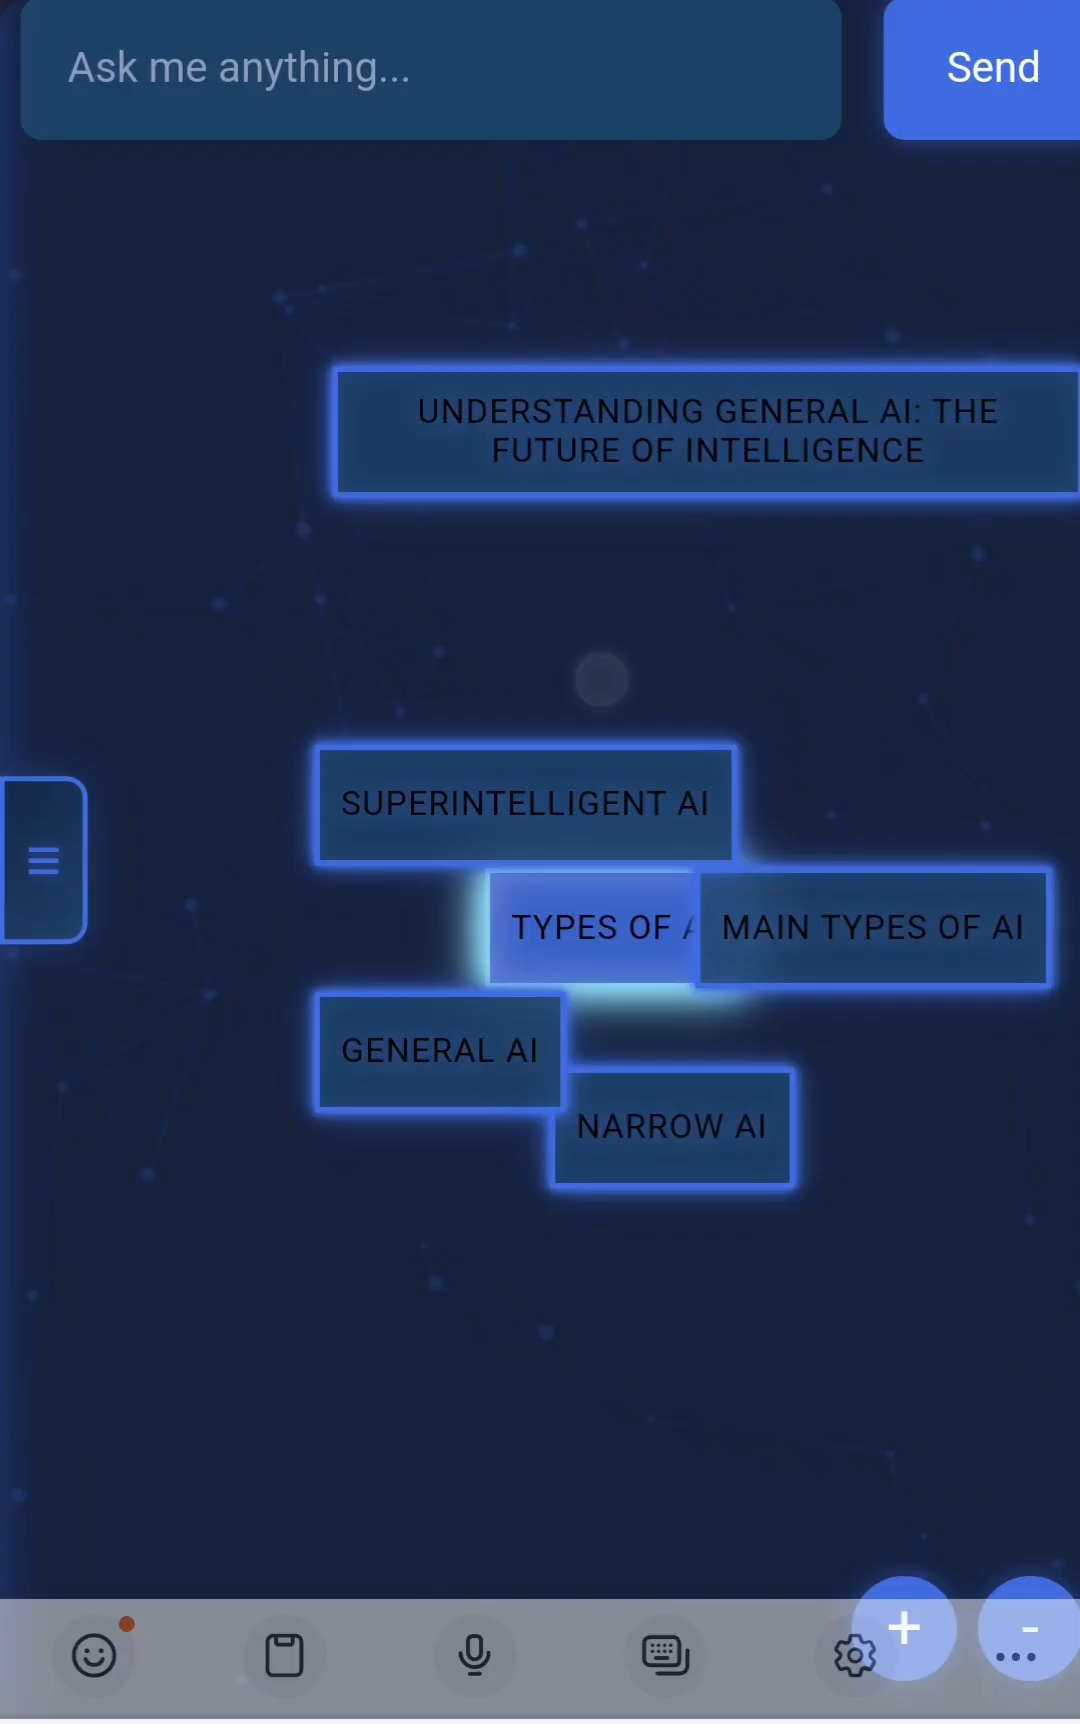 Ask me anything...
Send
UNDERSTANDING GENERAL AI: THE
FUTURE OF INTELLIGENCE
SUPERINTELLIGENT AI
TYPES OF
MAIN TYPES OF AI
GENERAL AI
NARROW AI
+
-